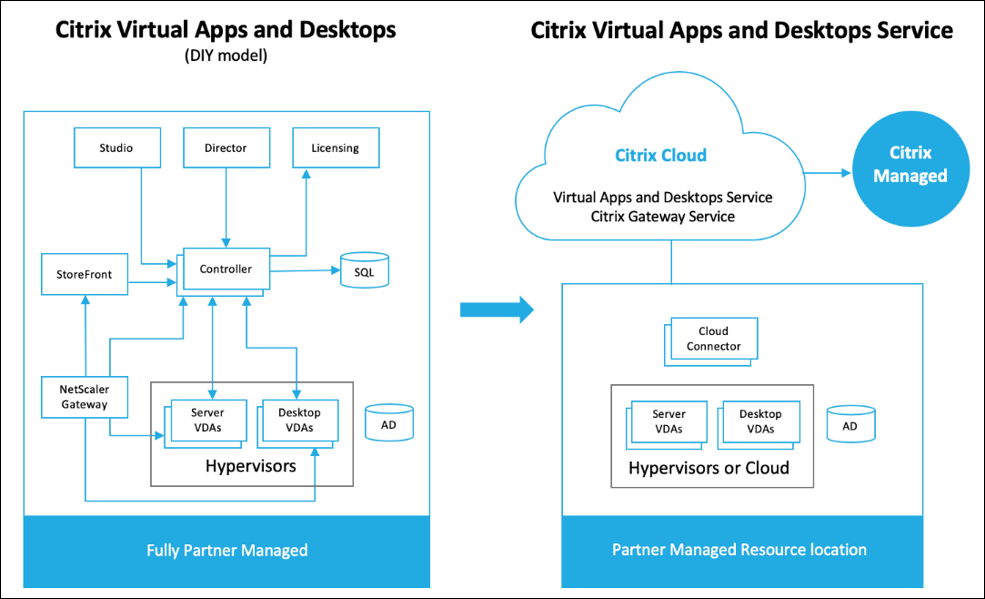 Citrix Virtual Apps and Desktops
(DIY model)
Studio
Director
Licensing
StoreFront
Controller
SQL
NetScaler
Gateway
Server
VDAs
Desktop
VDAs
AD
Hypervisors
Fully Partner Managed
Citrix Virtual Apps and Desktops Service
Citrix Cloud
Virtual Apps and Desktops Service
Citrix Gateway Service
Citrix
Managed
Cloud
Connector
Server
VDAs
Desktop
VDAs
AD
Hypervisors or Cloud
Partner Managed Resource location